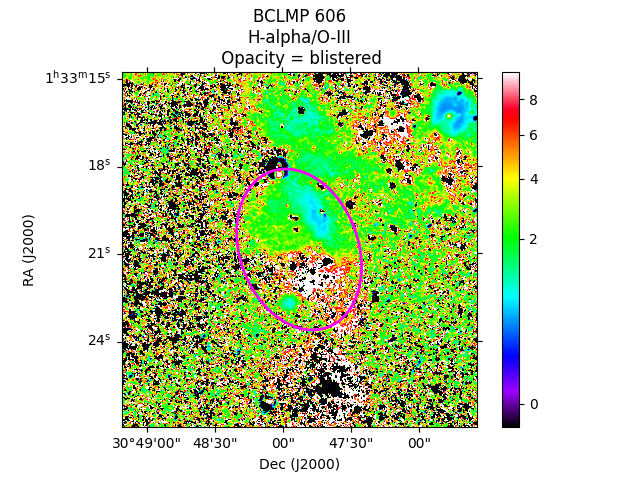 BCLMP 606
H-alpha/O-III
Opacity = blistered
1ʰ33ᵐ15ˢ
18ˢ
21ˢ
24ˢ
RA (J2000)
30°49'00" 48'30" 00" 47'30" 00"
Dec (J2000)
8
6
4
2
0